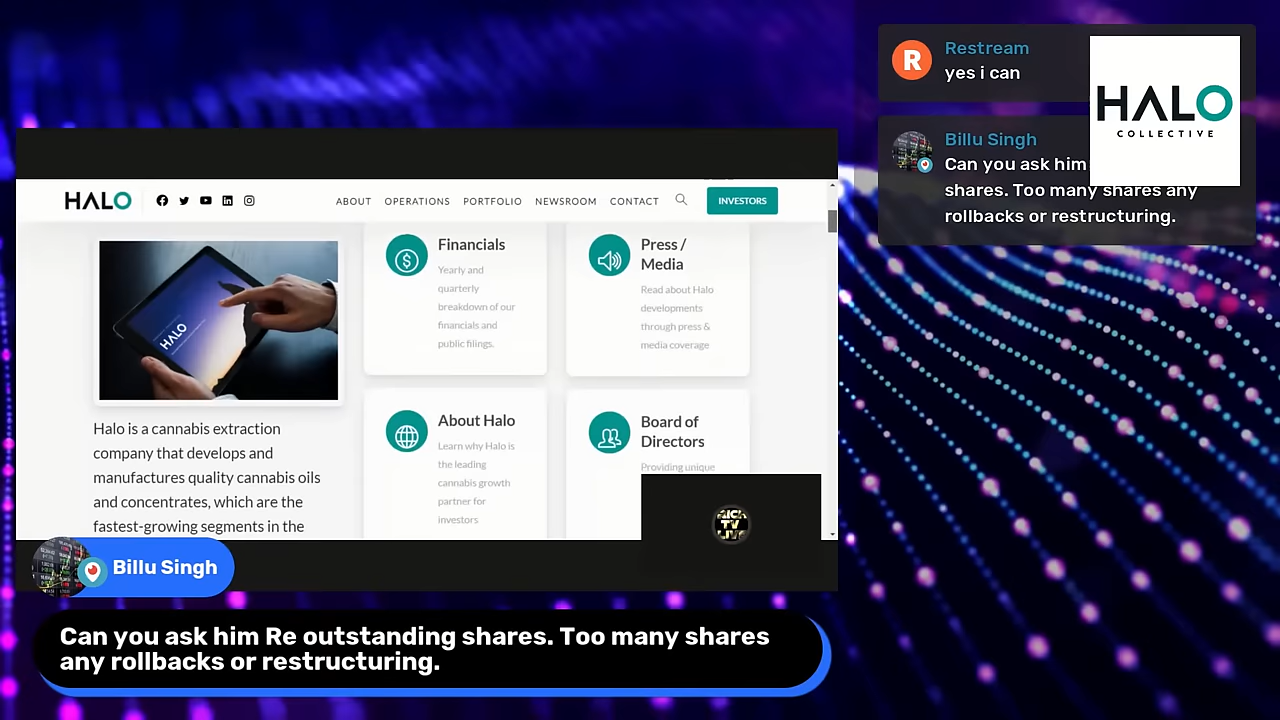 Restream
yes i can
HALO
COLLECTIVE
Billu Singh
Can you ask him
shares. Too many shares any
rollbacks or restructuring.
HALO
ABOUT
OPERATIONS
PORTFOLIO
NEWSROOM
CONTACT
INVESTORS
HALO
Halo is a cannabis extraction
company that develops and
manufactures quality cannabis oils
and concentrates, which are the
fastest-growing segments in the
Financials
Yearly and
quarterly
breakdown of our
financials and
public filings.
Press /
Media
Read about Halo
developments
through press &
media coverage
About Halo
Learn why Halo is
the leading
cannabis growth
partner for
investors
Board of
Directors
Providing unique
RICH
TV
LIVE
Billu Singh
Can you ask him Re outstanding shares. Too many shares
any rollbacks or restructuring.